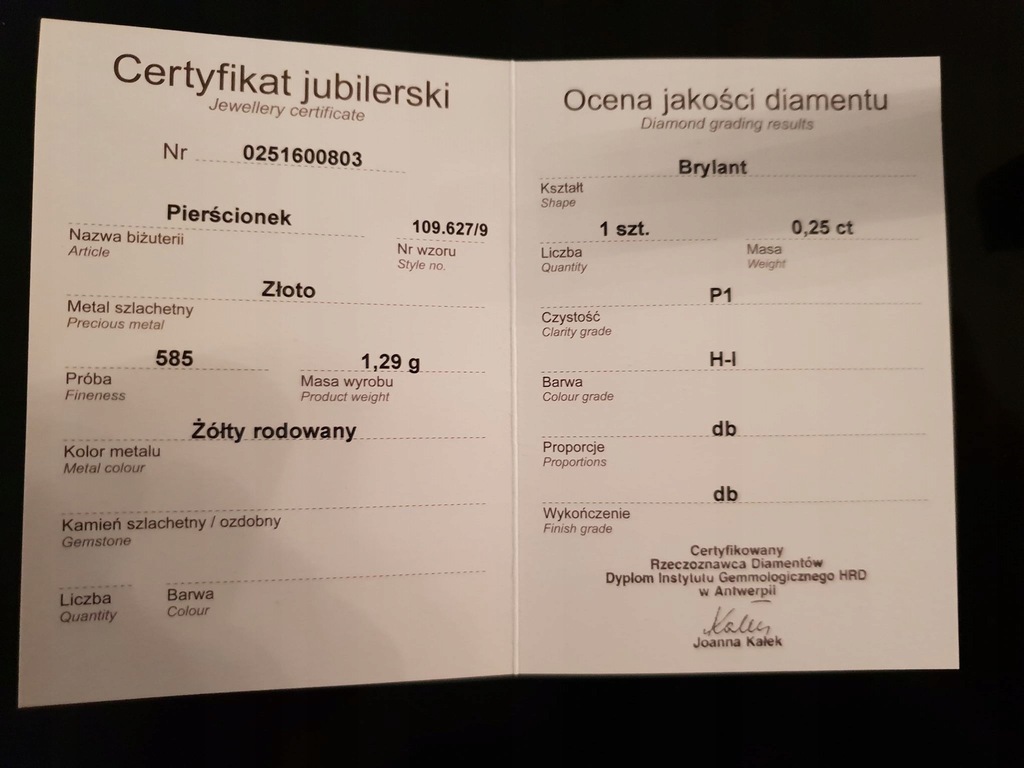 Certyfikat jubilerski
Jewellery certificate
Nr 0251600803
Pierścionek 109.627/9
Nazwa biżuterii Nr wzoru
Article Style no.
Złoto
Metal szlachetny
Precious metal
585 1,29 g
Próba Masa wyrobu
Fineness Product weight
Żółty rodowany
Kolor metalu
Metal colour
Kamień szlachetny / ozdobny
Gemstone
Liczba Barwa
Quantity Colour
Ocena jakości diamentu
Diamond grading results
Brylant
Kształt
Shape
1 szt. 0,25 ct
Liczba Masa
Quantity Weight
P1
Czystość
Clarity grade
H-I
Barwa
Colour grade
db
Proporcje
Proportions
db
Wykończenie
Finish grade
Certyfikowany
Rzeczoznawca Diamentów
Dyplom Instytutu Gemmologicznego HRD
w Antwerpii
Joanna Kałek